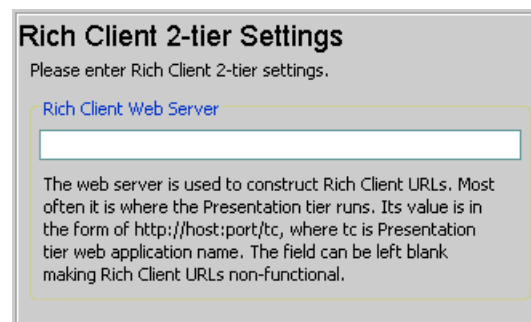 Rich Client 2-tier Settings
Please enter Rich Client 2-tier settings.
Rich Client Web Server
The web server is used to construct Rich Client URLs. Most
often it is where the Presentation tier runs. Its value is in
the form of http://host:port/tc, where tc is Presentation
tier web application name. The field can be left blank
making Rich Client URLs non-functional.